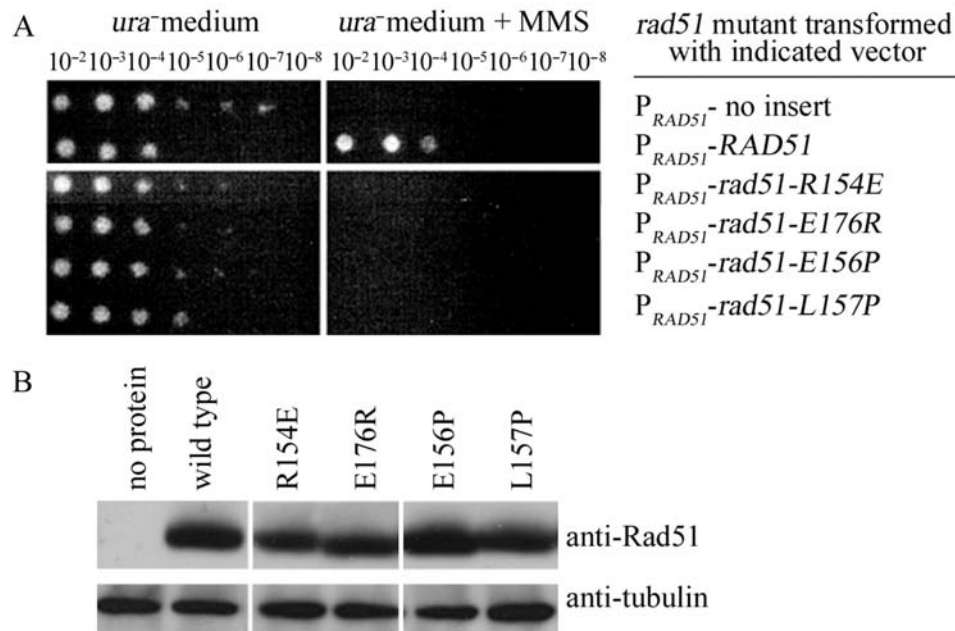 A
ura⁻ medium
ura⁻ medium + MMS
rad51 mutant transformed
with indicated vector
10⁻² 10⁻³ 10⁻⁴ 10⁻⁵ 10⁻⁶ 10⁻⁷ 10⁻⁸
10⁻² 10⁻³ 10⁻⁴ 10⁻⁵ 10⁻⁶ 10⁻⁷ 10⁻⁸
P_RAD51- no insert
P_RAD51-RAD51
P_RAD51-rad51-R154E
P_RAD51-rad51-E176R
P_RAD51-rad51-E156P
P_RAD51-rad51-L157P
B
no protein
wild type
R154E
E176R
E156P
L157P
anti-Rad51
anti-tubulin